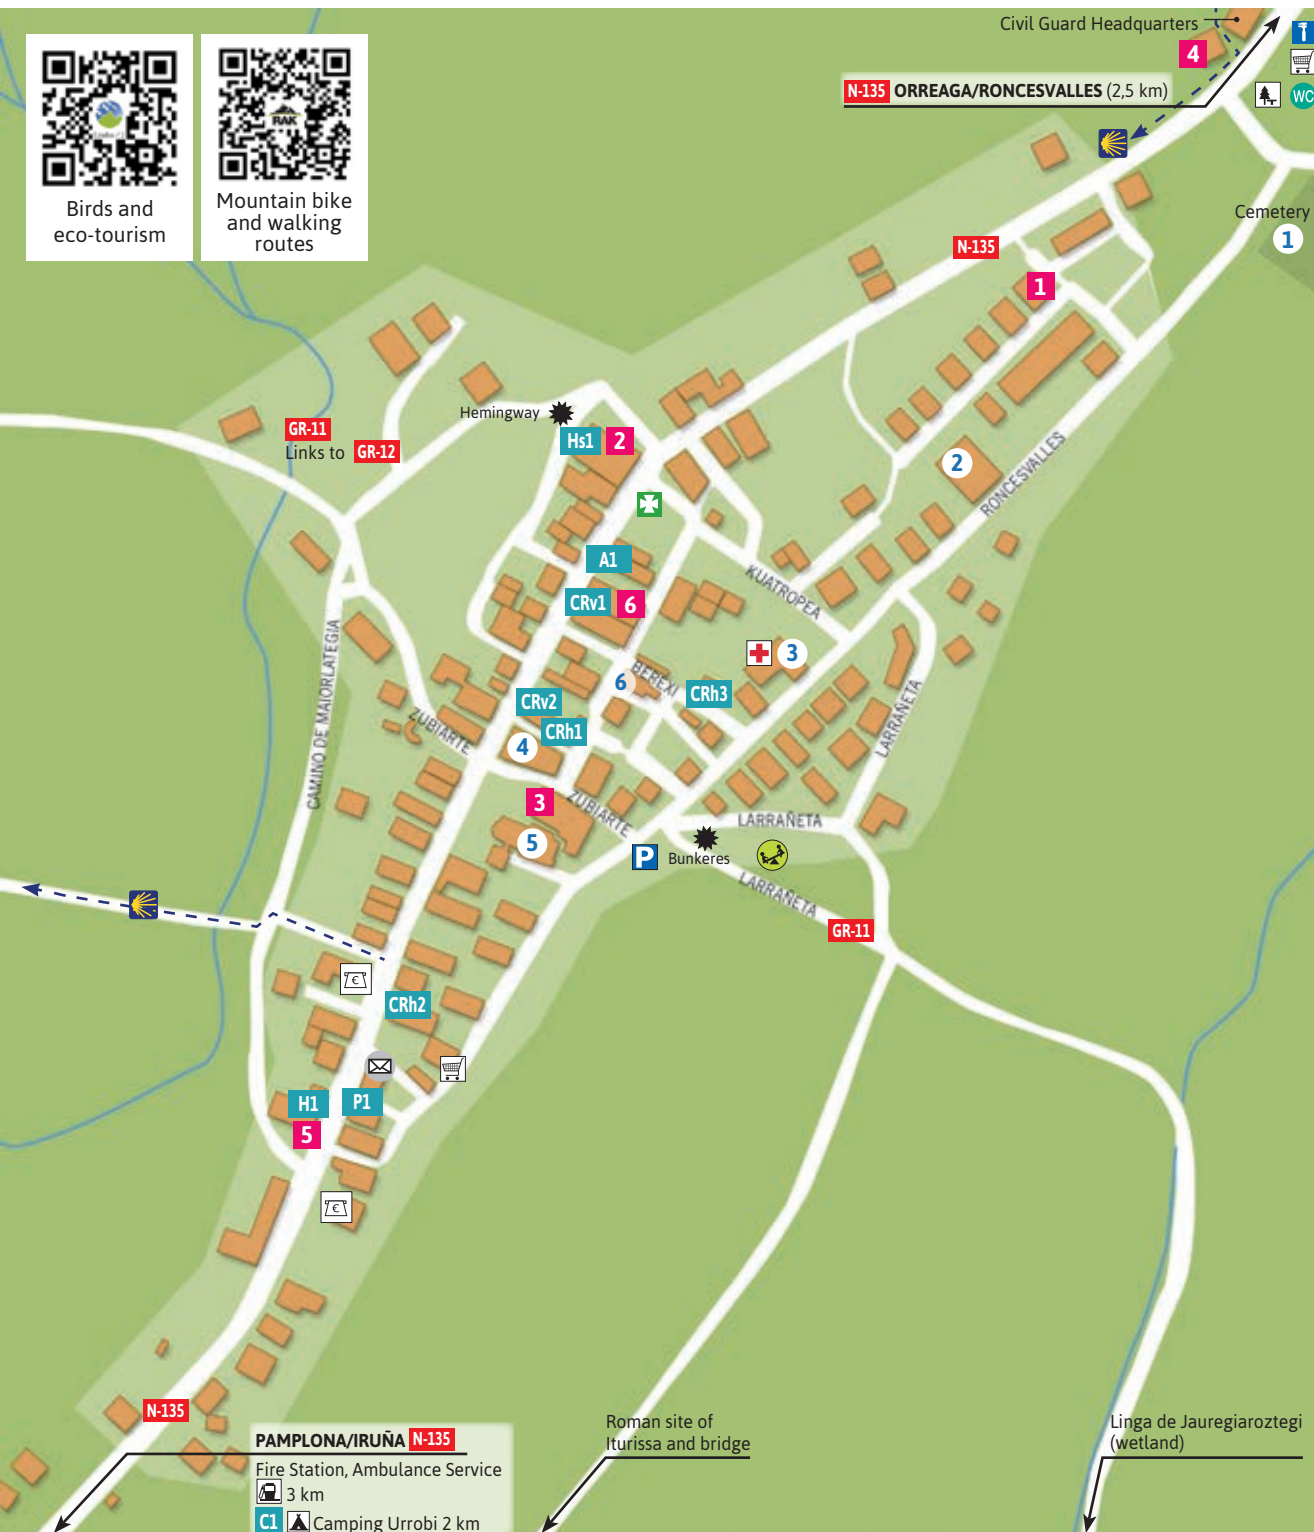 Civil Guard Headquarters
4
N-135 ORREAGA/RONCESVALLES (2,5 km)
WC
Birds and
eco-tourism
RAK
Mountain bike
and walking
routes
Cemetery
1
N-135
1
Hemingway
GR-11
Links to GR-12
Hs1 2
2
RONCESVALLES
A1
KUATROPEA
CRv1 6
3
BEREXI
6
CRh3
CAMINO DE MAIORLATEGIA
CRv2
CRh1
ZUBIARTE
4
LARRAÑETA
3
ZUBIARTE
LARRAÑETA
5
P
Bunkeres
LARRAÑETA
GR-11
€
CRh2
H1
P1
5
€
N-135
PAMPLONA/IRUÑA N-135
Fire Station, Ambulance Service
3 km
C1 Camping Urrobi 2 km
Roman site of
Iturissa and bridge
Linga de Jauregiaroztegi
(wetland)